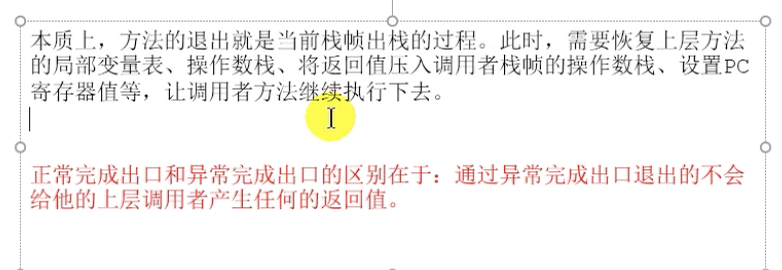 本质上，方法的退出就是当前栈帧出栈的过程。此时，需要恢复上层方法
的局部变量表、操作数栈、将返回值压入调用者栈帧的操作数栈、设置PC
寄存器值等，让调用者方法继续执行下去。
正常完成出口和异常完成出口的区别在于：通过异常完成出口退出的不会
给他的上层调用者产生任何的返回值。